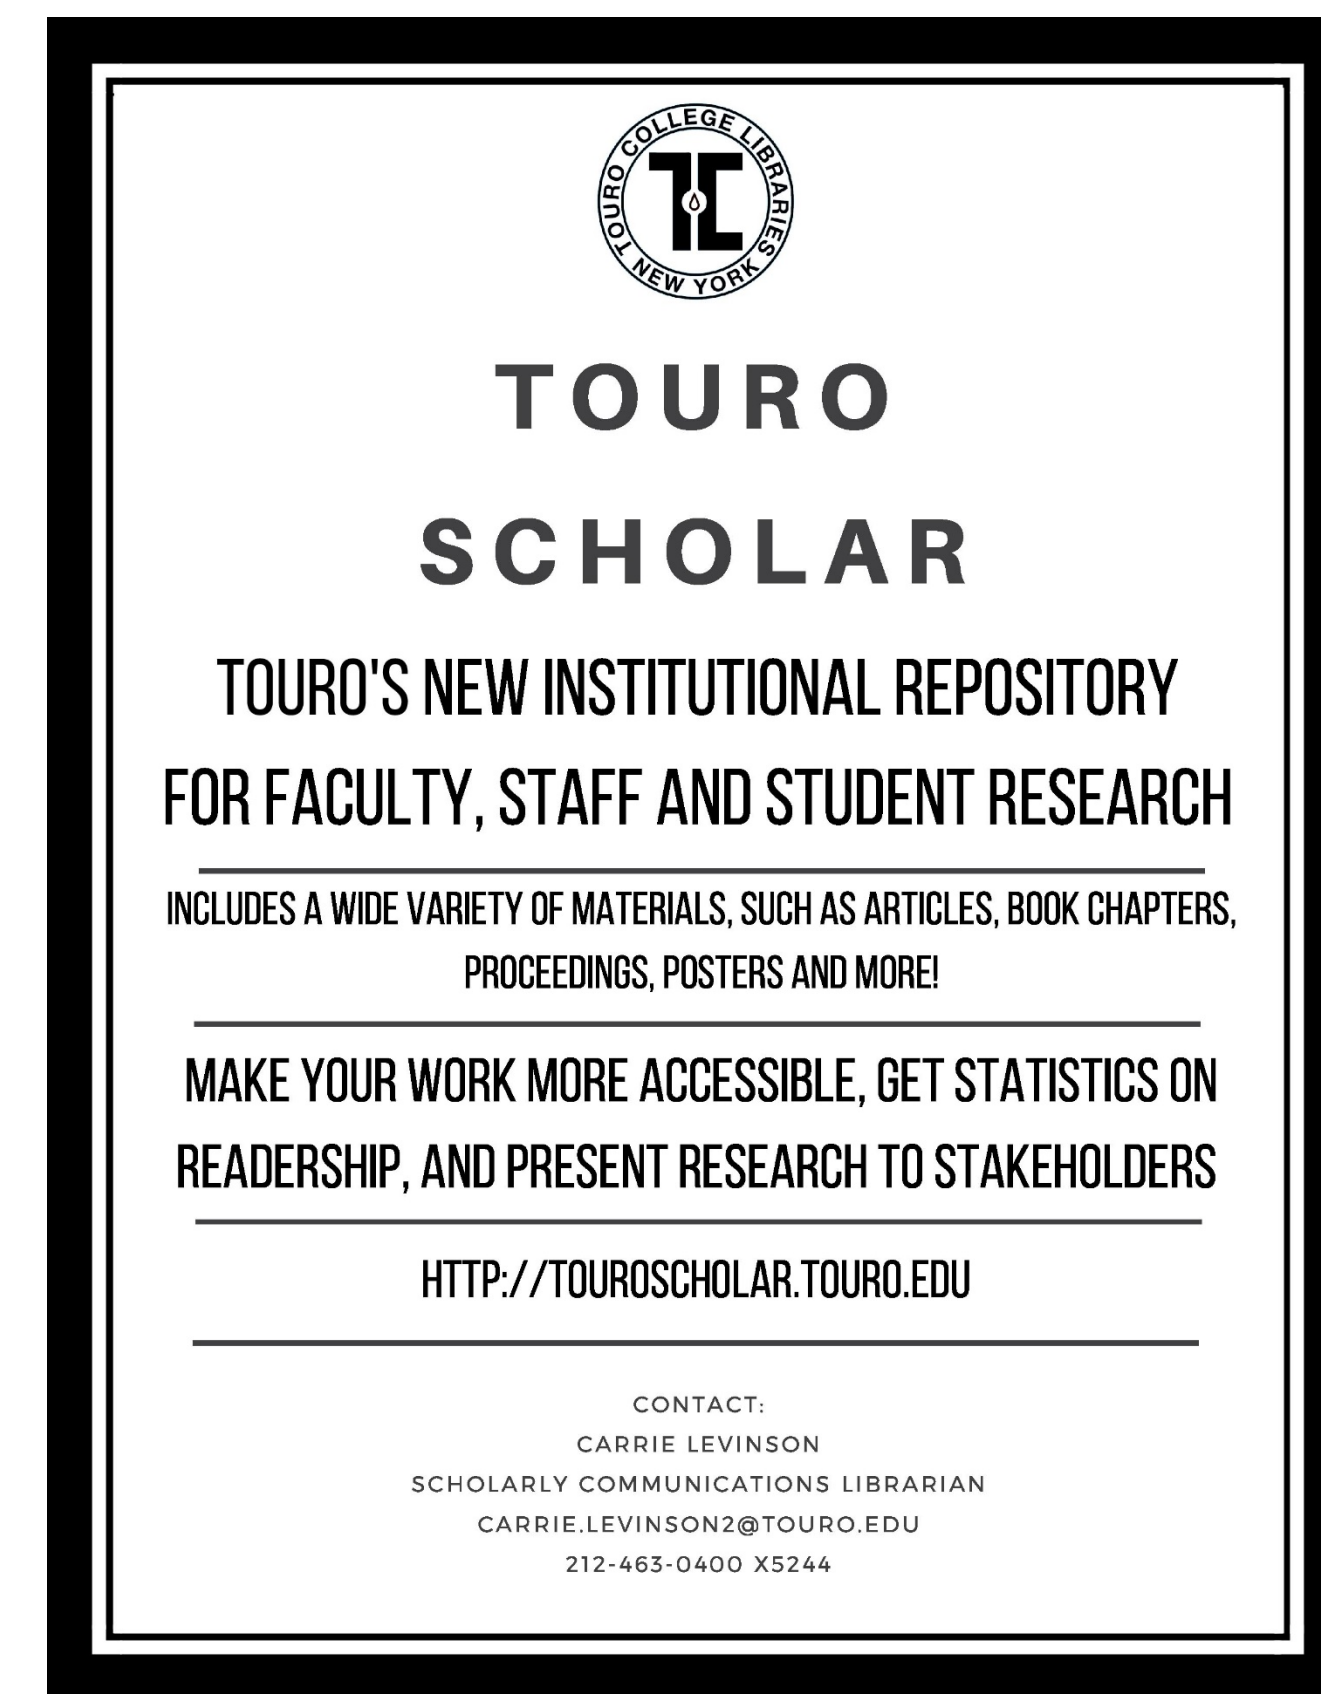 TOURO COLLEGE LIBRARIES
NEW YORK
TC
TOURO
SCHOLAR
TOURO'S NEW INSTITUTIONAL REPOSITORY
FOR FACULTY, STAFF AND STUDENT RESEARCH
INCLUDES A WIDE VARIETY OF MATERIALS, SUCH AS ARTICLES, BOOK CHAPTERS,
PROCEEDINGS, POSTERS AND MORE!
MAKE YOUR WORK MORE ACCESSIBLE, GET STATISTICS ON
READERSHIP, AND PRESENT RESEARCH TO STAKEHOLDERS
HTTP://TOUROSCHOLAR.TOURO.EDU
CONTACT:
CARRIE LEVINSON
SCHOLARLY COMMUNICATIONS LIBRARIAN
CARRIE.LEVINSON2@TOURO.EDU
212-463-0400 X5244